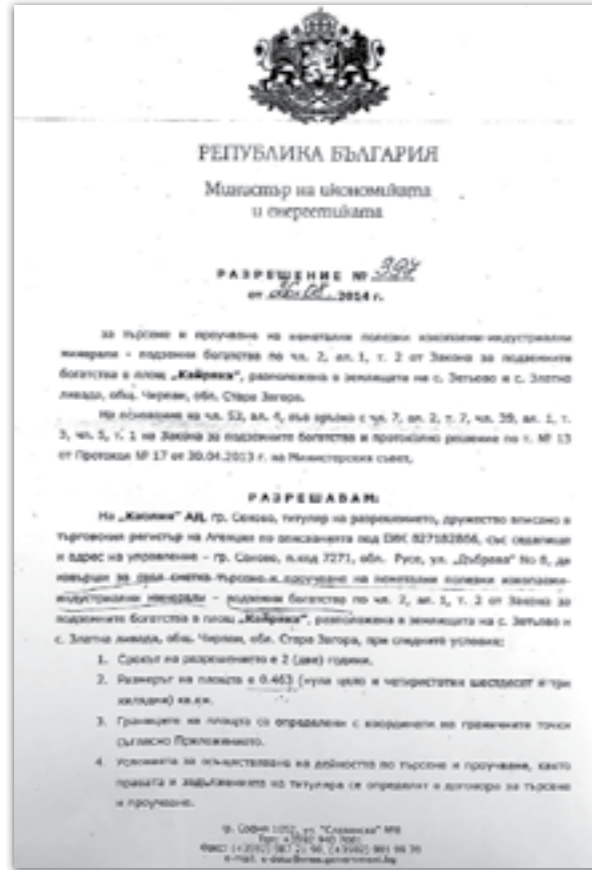 РЕПУБЛИКА БЪЛГАРИЯ
Министър на икономиката
и енергетиката
РАЗРЕШЕНИЕ №
от 26.08. 2014 г.
за търсене и проучване на неметални полезни изкопаеми-индустриални
минерали – подземни богатства по чл. 2, ал. 1, т. 2 от Закона за подземните
богатства в площ „Кайряка", разположена в землищата на с. Зетьово и с. Златна
ливада, общ. Чирпан, обл. Стара Загора.
На основание на чл. 53, ал. 4, във връзка с чл. 7, ал. 2, т. 7, чл. 39, ал. 1, т.
3, чл. 5, т. 1 на Закона за подземните богатства и протоколно решение по т. № 13
от Протокол № 17 от 30.04.2013 г. на Министерския съвет,
РАЗРЕШАВАМ:
На „Каолин" АД, гр. Сеново, титуляр на разрешението, дружество вписано в
търговския регистър на Агенция по вписванията под ЕИК 827182866, със седалище
и адрес на управление – гр. Сеново, п.код 7271, обл. Русе, ул. „Дъбрава" № 8, да
извърши за своя сметка търсене и проучване на неметални полезни изкопаеми-
индустриални минерали – подземни богатства по чл. 2, ал. 1, т. 2 от Закона за
подземните богатства в площ „Кайряка", разположена в землищата на с. Зетьово и
с. Златна ливада, общ. Чирпан, обл. Стара Загора, при следните условия:
1. Срокът на разрешението е 2 (две) години.
2. Размерът на площта е 0.463 (нула цяло и четиристотин шестдесет и три
хилядни) кв.км.
3. Границите на площта са определени с координати на граничните точки
съгласно Приложението.
4. Условията за осъществяване на дейността по търсене и проучване, както
правата и задълженията на титуляра се определят в договора за търсене
и проучване.
гр. София 1052, ул. "Славянска" №8